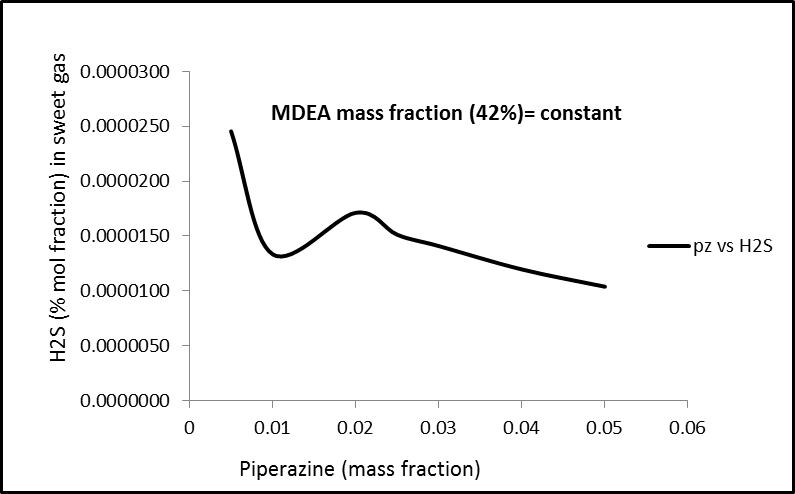 H2S (% mol fraction) in sweet gas
0.0000300
0.0000250
0.0000200
0.0000150
0.0000100
0.0000050
0.0000000
MDEA mass fraction (42%)= constant
pz vs H2S
0 0.01 0.02 0.03 0.04 0.05 0.06
Piperazine (mass fraction)